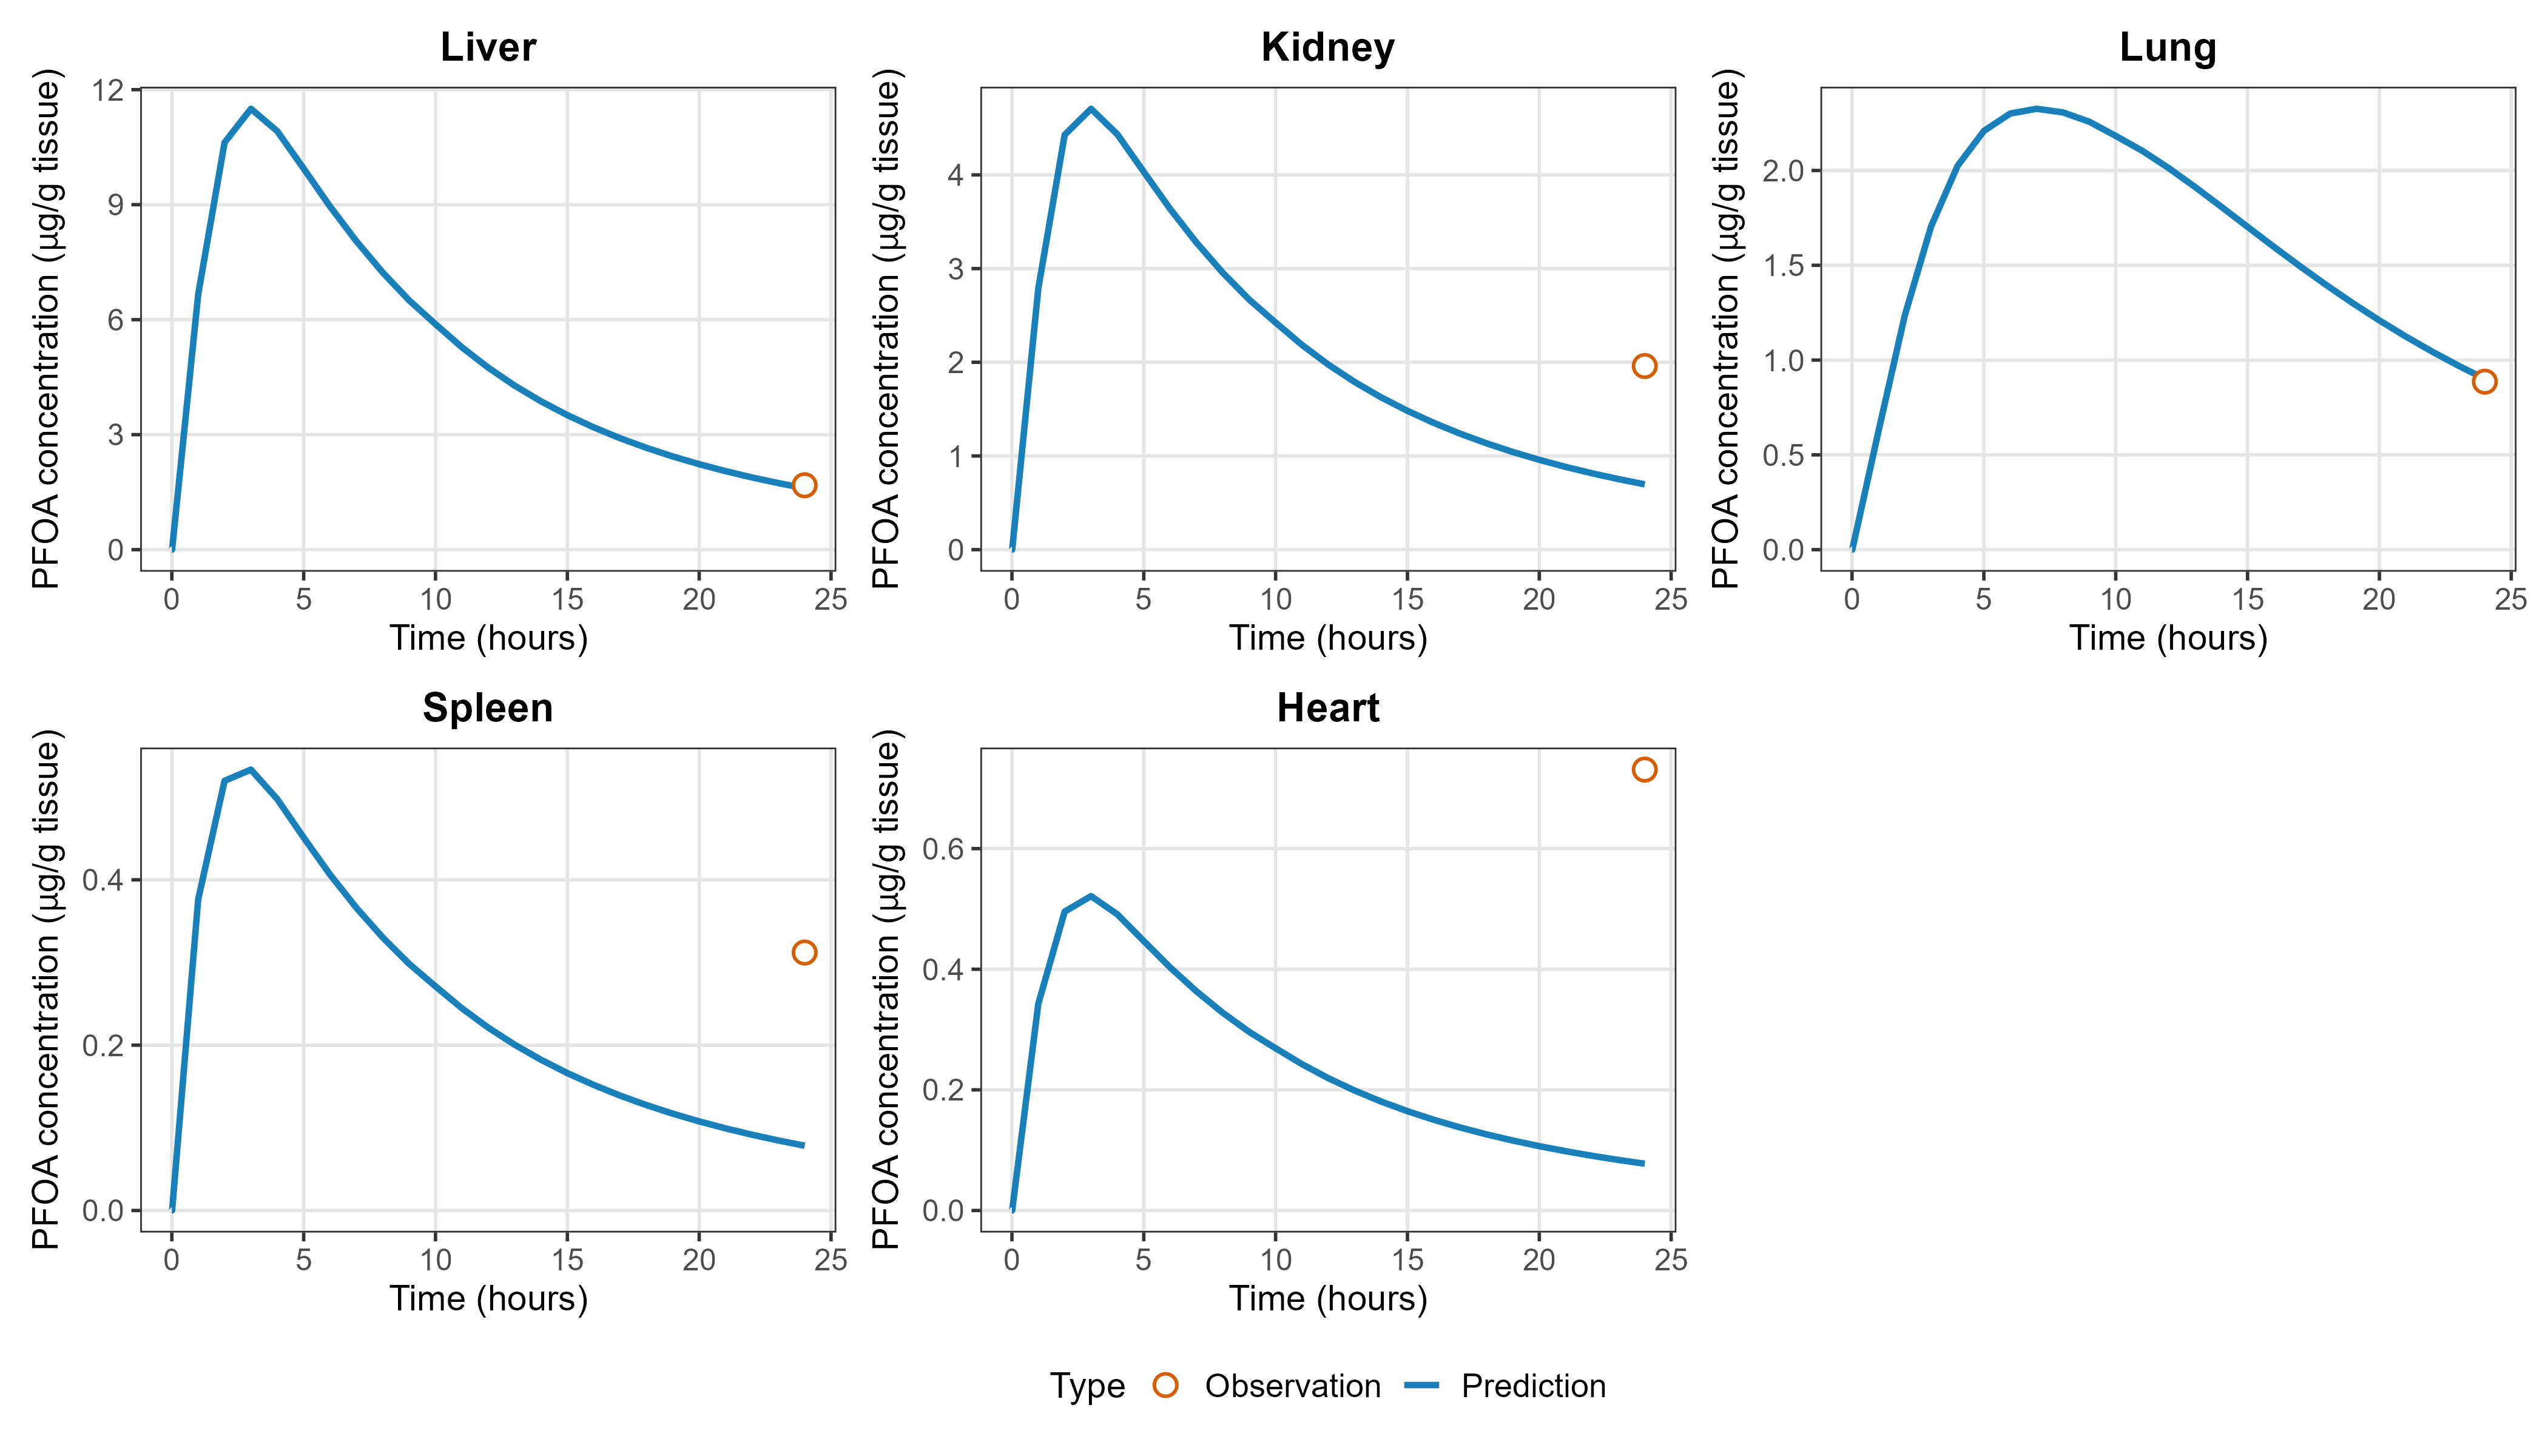 Liver
PFOA concentration (µg/g tissue)
12
9
6
3
0
0 5 10 15 20 25
Time (hours)
Kidney
PFOA concentration (µg/g tissue)
4
3
2
1
0
0 5 10 15 20 25
Time (hours)
Lung
PFOA concentration (µg/g tissue)
2.0
1.5
1.0
0.5
0.0
0 5 10 15 20 25
Time (hours)
Spleen
PFOA concentration (µg/g tissue)
0.4
0.2
0.0
0 5 10 15 20 25
Time (hours)
Heart
PFOA concentration (µg/g tissue)
0.6
0.4
0.2
0.0
0 5 10 15 20 25
Time (hours)
Type Observation Prediction